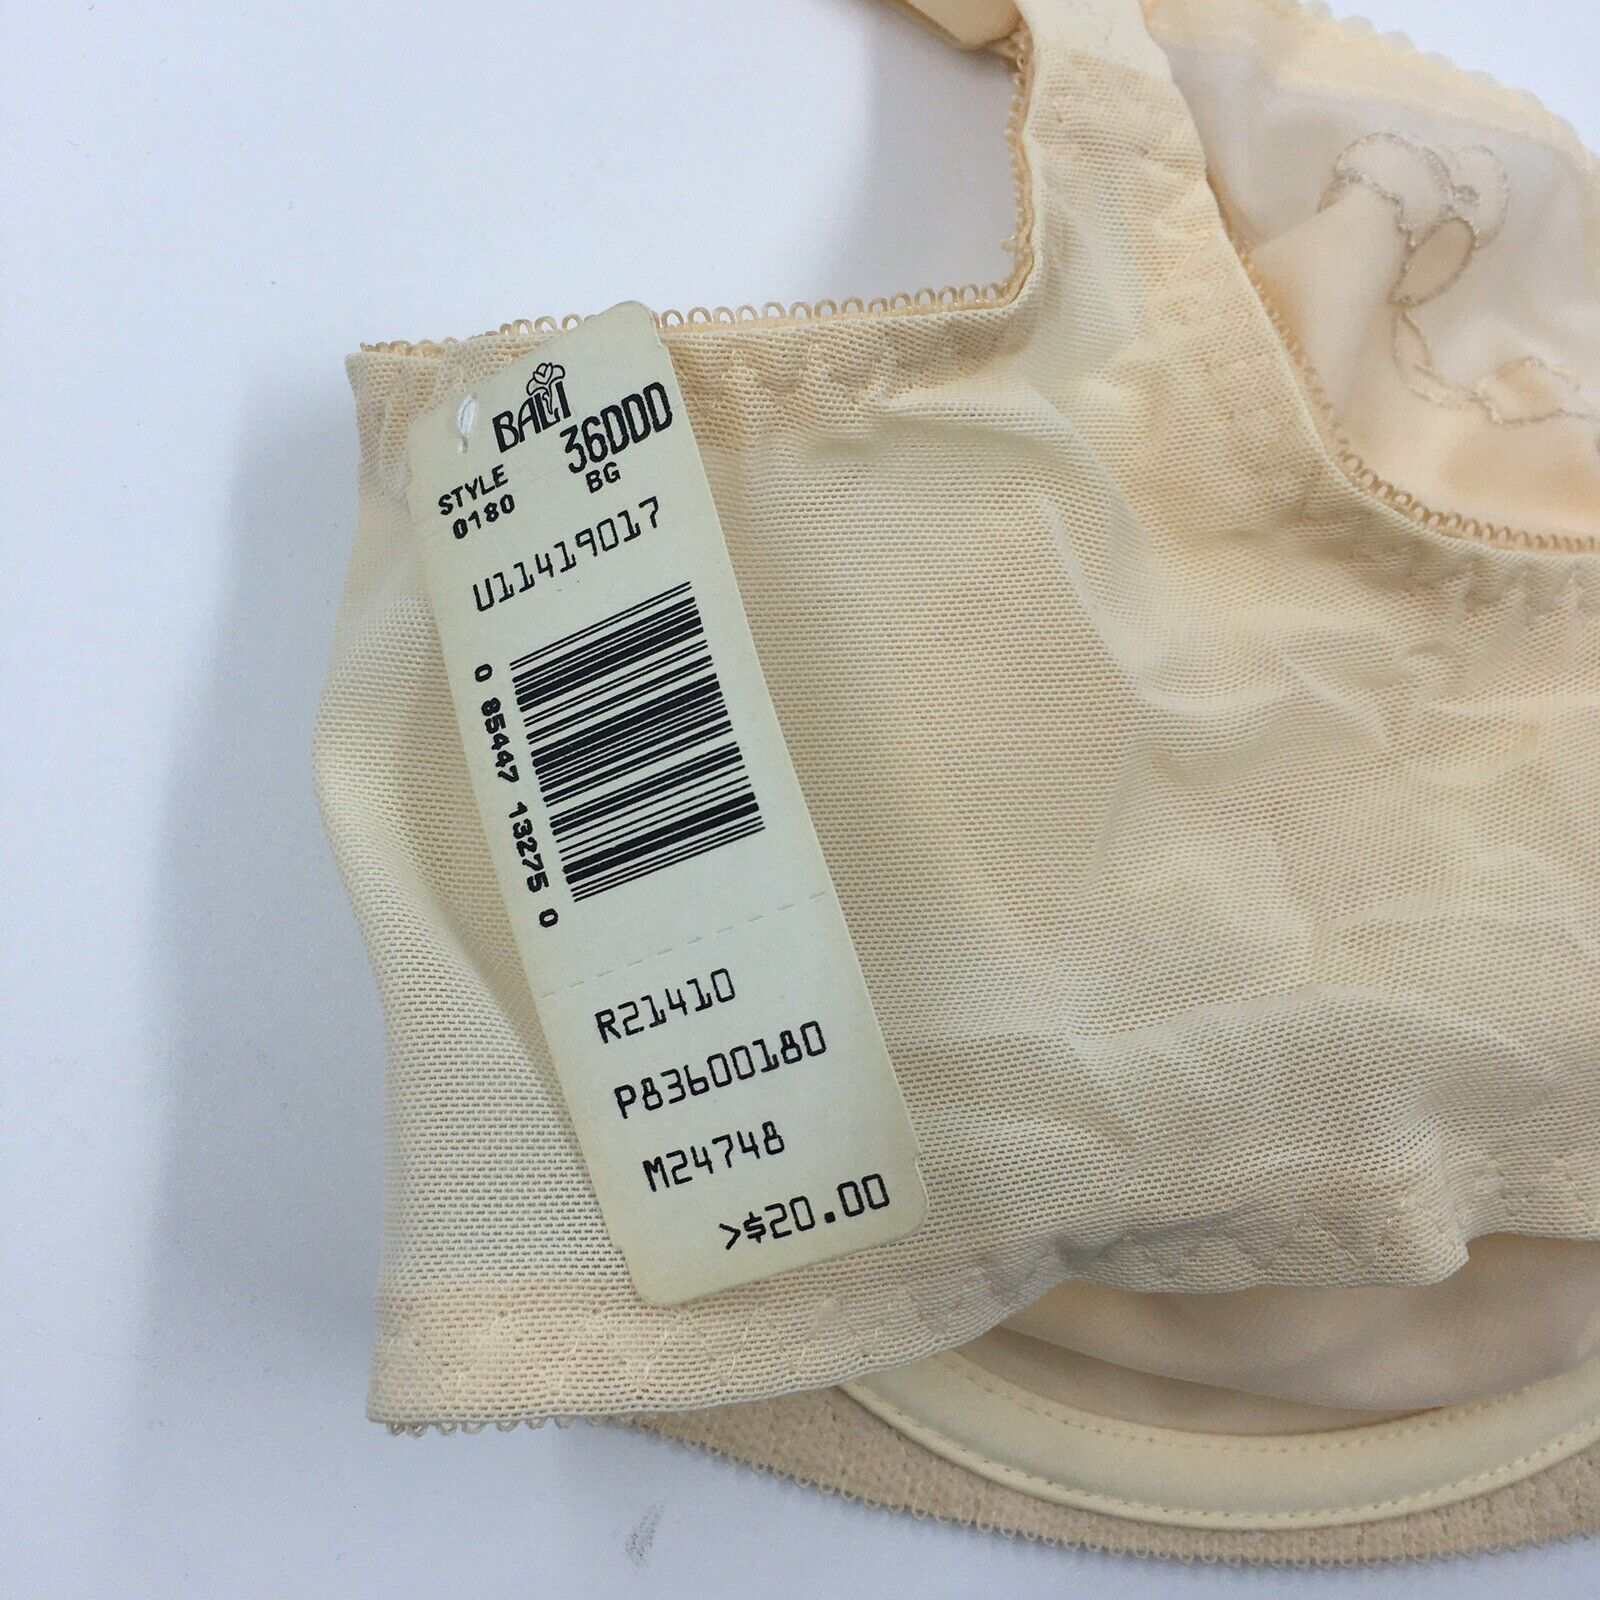 BALI
36DDD
STYLE
BG
0180
U11419017
0 85447 13275 0
R21410
P83600180
M24748
>$20.00